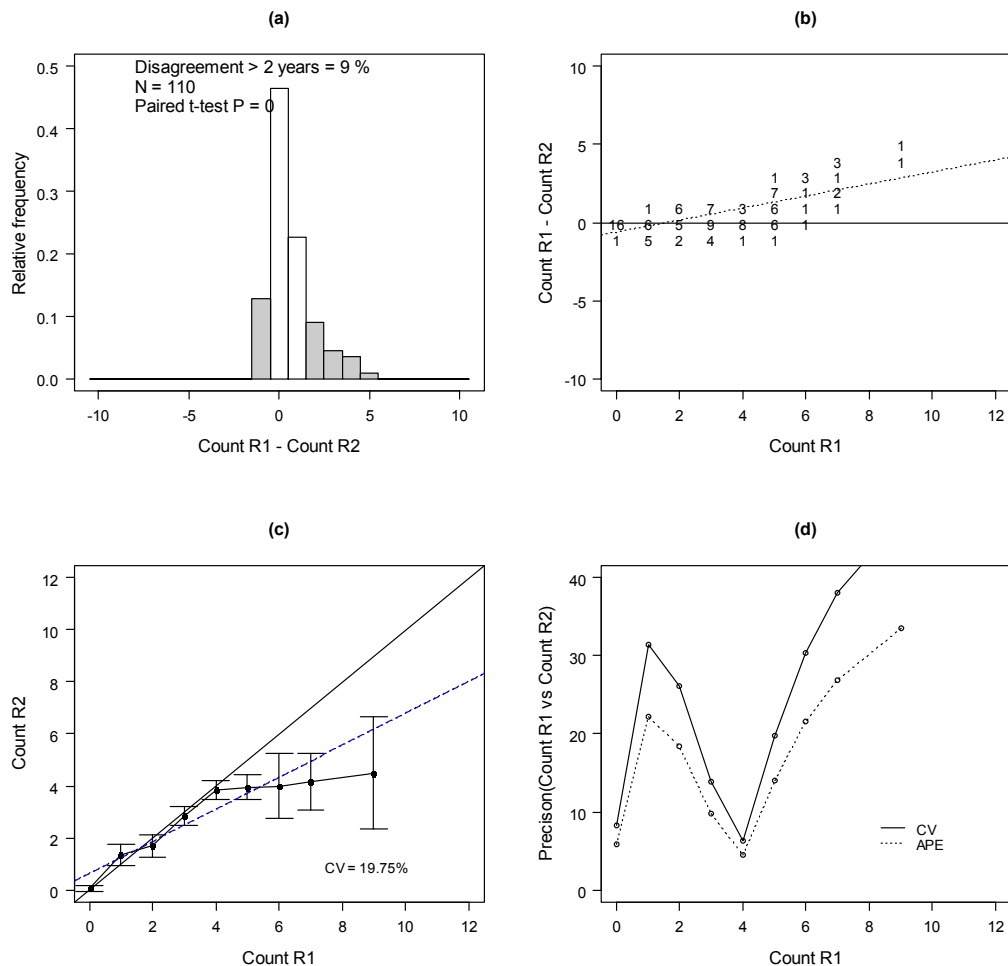 (a)
Disagreement > 2 years = 9 %
N = 110
Paired t-test P = 0
Relative frequency
0.5
0.4
0.3
0.2
0.1
0.0
-10 -5 0 5 10
Count R1 - Count R2
(b)
Count R1 - Count R2
10
5
0
-5
-10
1
3 1
1 3 1
7 1 2
1 6 7 3 6 1 1
16 6 5 9 8 6 1
1 5 2 4 1 1
0 2 4 6 8 10 12
Count R1
(c)
Count R2
12
10
8
6
4
2
0
CV = 19.75%
0 2 4 6 8 10 12
Count R1
(d)
Precison(Count R1 vs Count R2)
40
30
20
10
0
CV
APE
0 2 4 6 8 10 12
Count R1